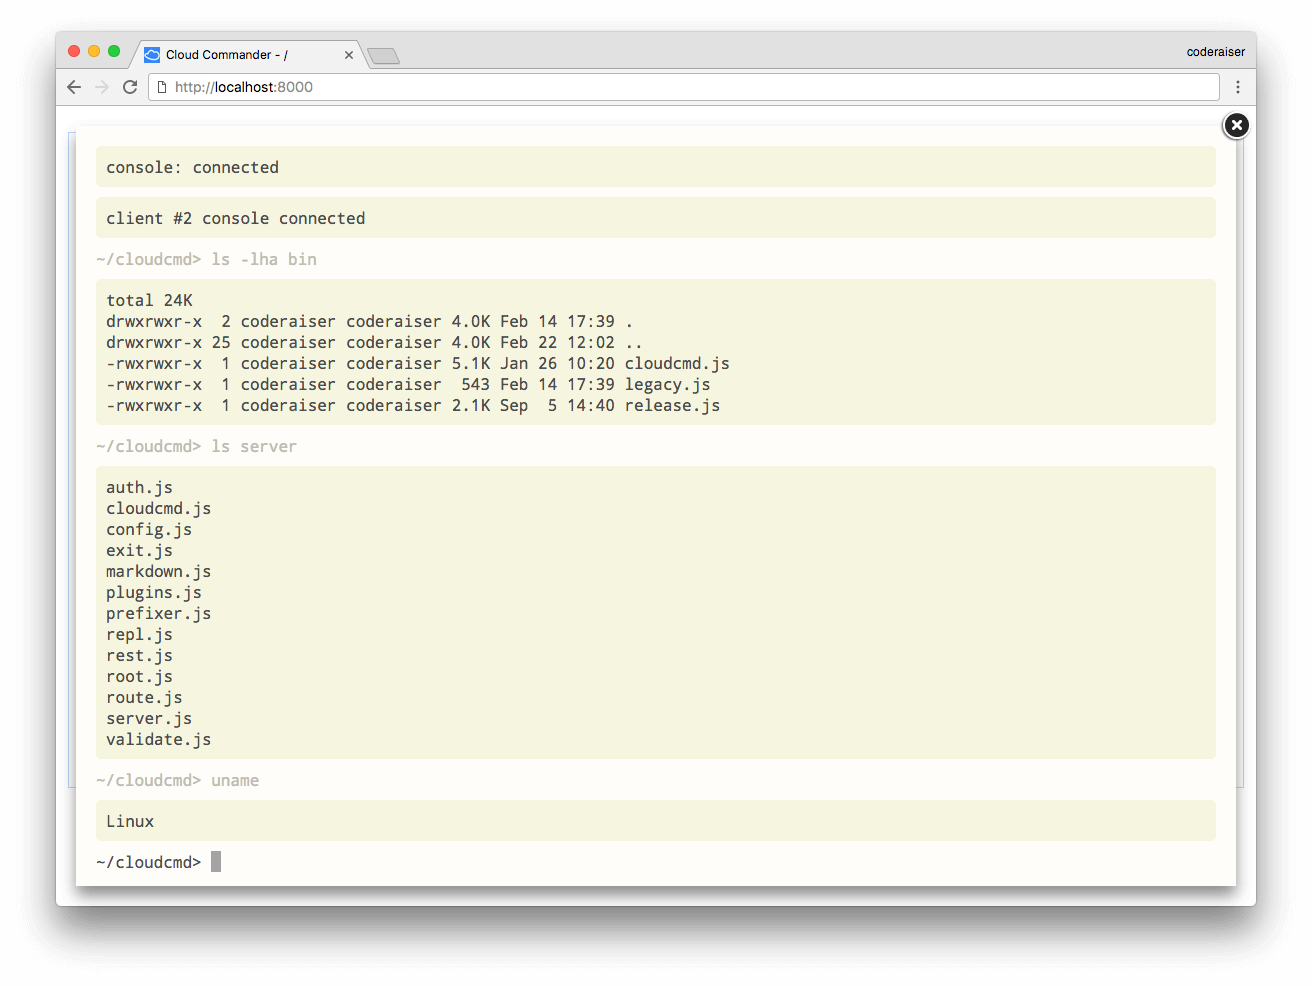 Cloud Commander - /
coderaiser
http://localhost:8000
console: connected
client #2 console connected
~/cloudcmd> ls -lha bin
total 24K
drwxrwxr-x  2 coderaiser coderaiser 4.0K Feb 14 17:39 .
drwxrwxr-x 25 coderaiser coderaiser 4.0K Feb 22 12:02 ..
-rwxrwxr-x  1 coderaiser coderaiser 5.1K Jan 26 10:20 cloudcmd.js
-rwxrwxr-x  1 coderaiser coderaiser  543 Feb 14 17:39 legacy.js
-rwxrwxr-x  1 coderaiser coderaiser 2.1K Sep  5 14:40 release.js
~/cloudcmd> ls server
auth.js
cloudcmd.js
config.js
exit.js
markdown.js
plugins.js
prefixer.js
repl.js
rest.js
root.js
route.js
server.js
validate.js
~/cloudcmd> uname
Linux
~/cloudcmd>